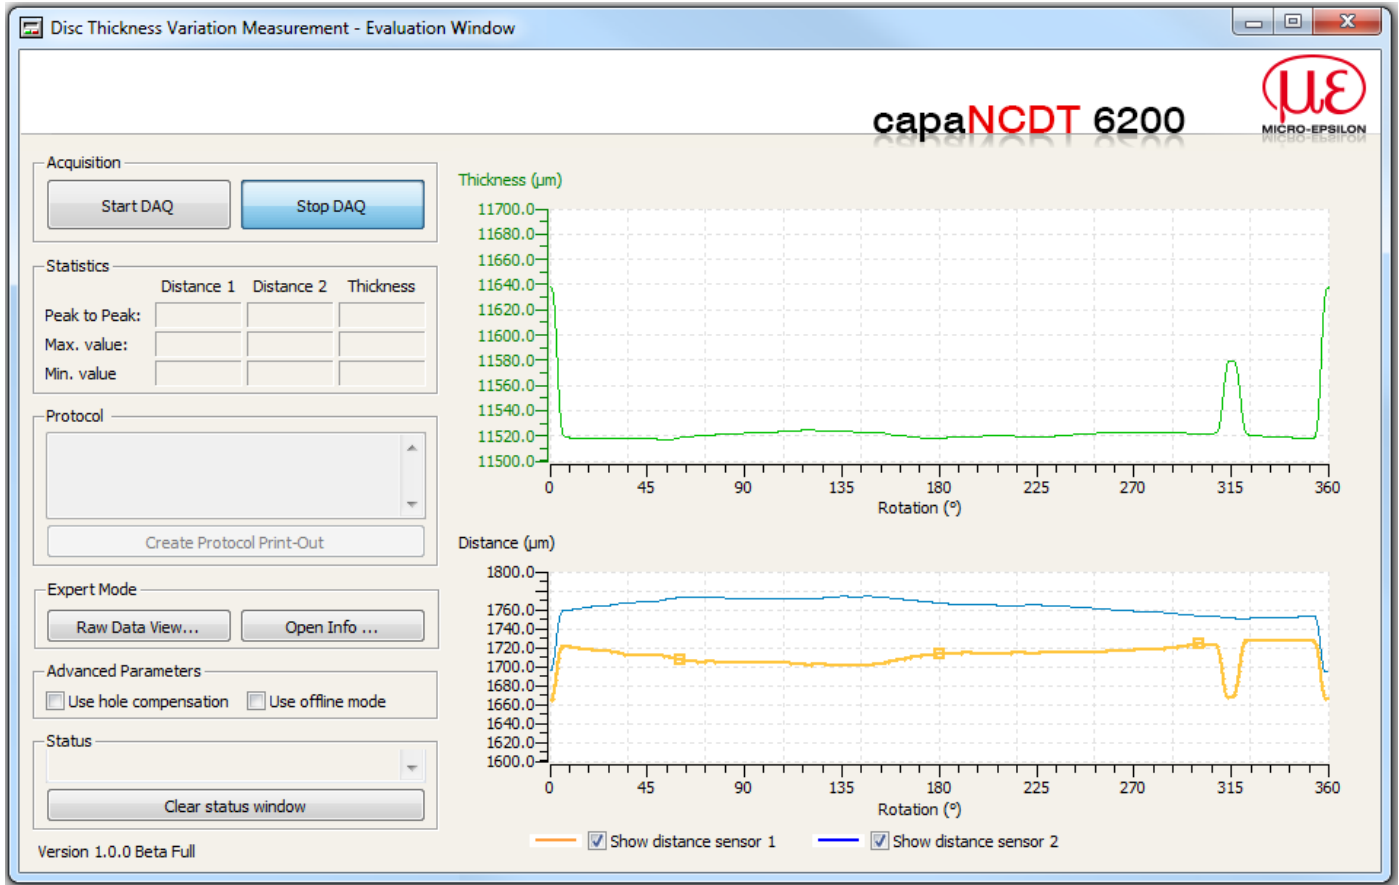 Disc Thickness Variation Measurement - Evaluation Window
capaNCDT 6200
με
MICRO-EPSILON
Acquisition
Start DAQ
Stop DAQ
Statistics
Distance 1 Distance 2 Thickness
Peak to Peak:
Max. value:
Min. value
Protocol
Create Protocol Print-Out
Expert Mode
Raw Data View...
Open Info ...
Advanced Parameters
Use hole compensation
Use offline mode
Status
Clear status window
Version 1.0.0 Beta Full
Thickness (µm)
11700.0
11680.0
11660.0
11640.0
11620.0
11600.0
11580.0
11560.0
11540.0
11520.0
11500.0
0 45 90 135 180 225 270 315 360
Rotation (°)
Distance (µm)
1800.0
1760.0
1740.0
1720.0
1700.0
1680.0
1660.0
1640.0
1620.0
1600.0
0 45 90 135 180 225 270 315 360
Rotation (°)
Show distance sensor 1
Show distance sensor 2